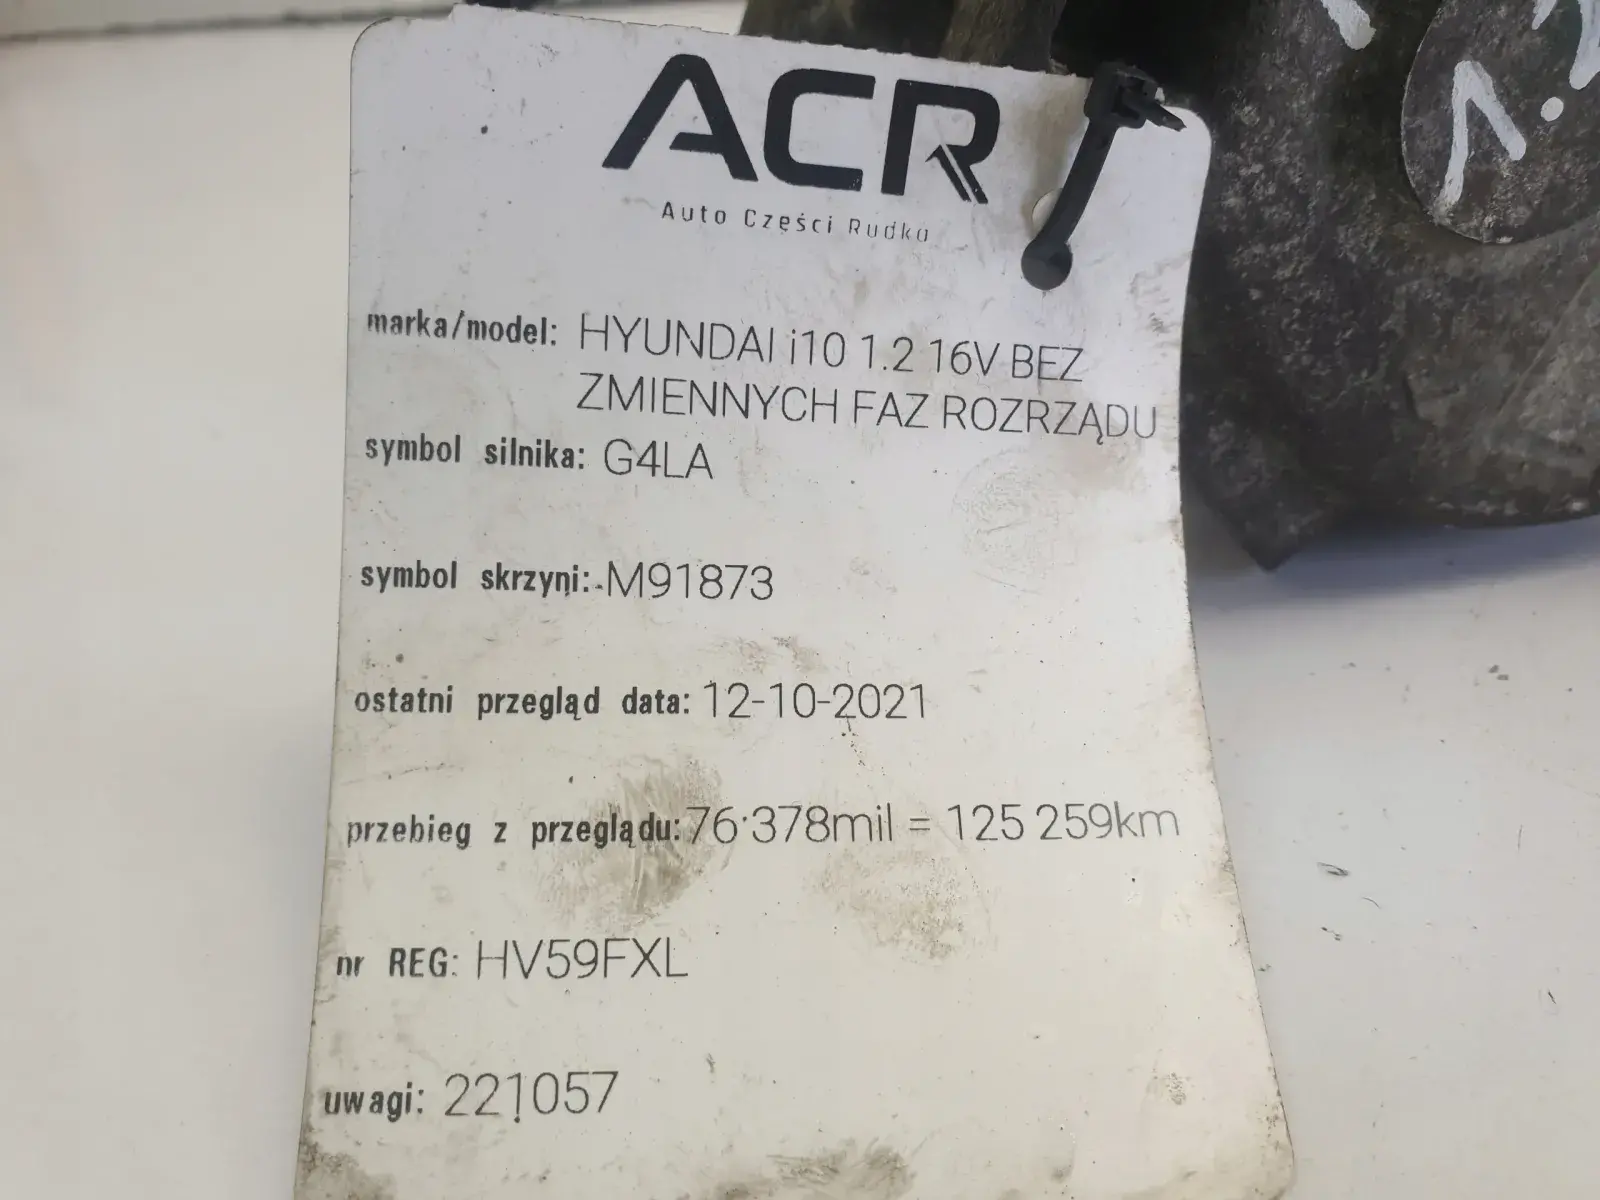 ACR
Auto Części Rudka
marka/model: HYUNDAI i10 1.2 16V BEZ
ZMIENNYCH FAZ ROZRZĄDU
symbol silnika: G4LA
symbol skrzyni: M91873
ostatni przegląd data: 12-10-2021
przebieg z przeglądu: 76·378mil = 125 259km
nr REG: HV59FXL
uwagi: 221057